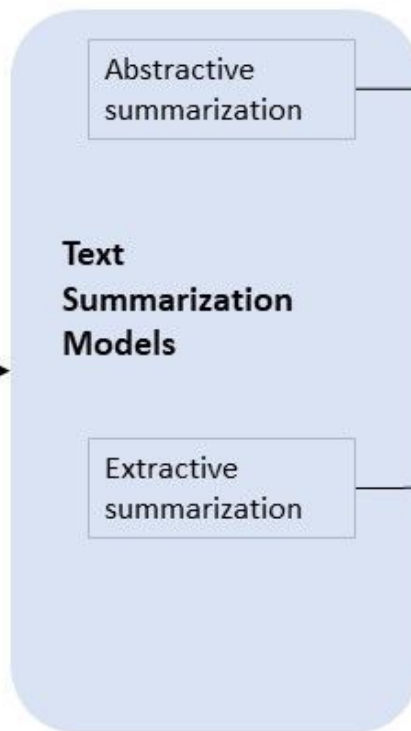 Abstractive
summarization
Text
Summarization
Models
Extractive
summarization